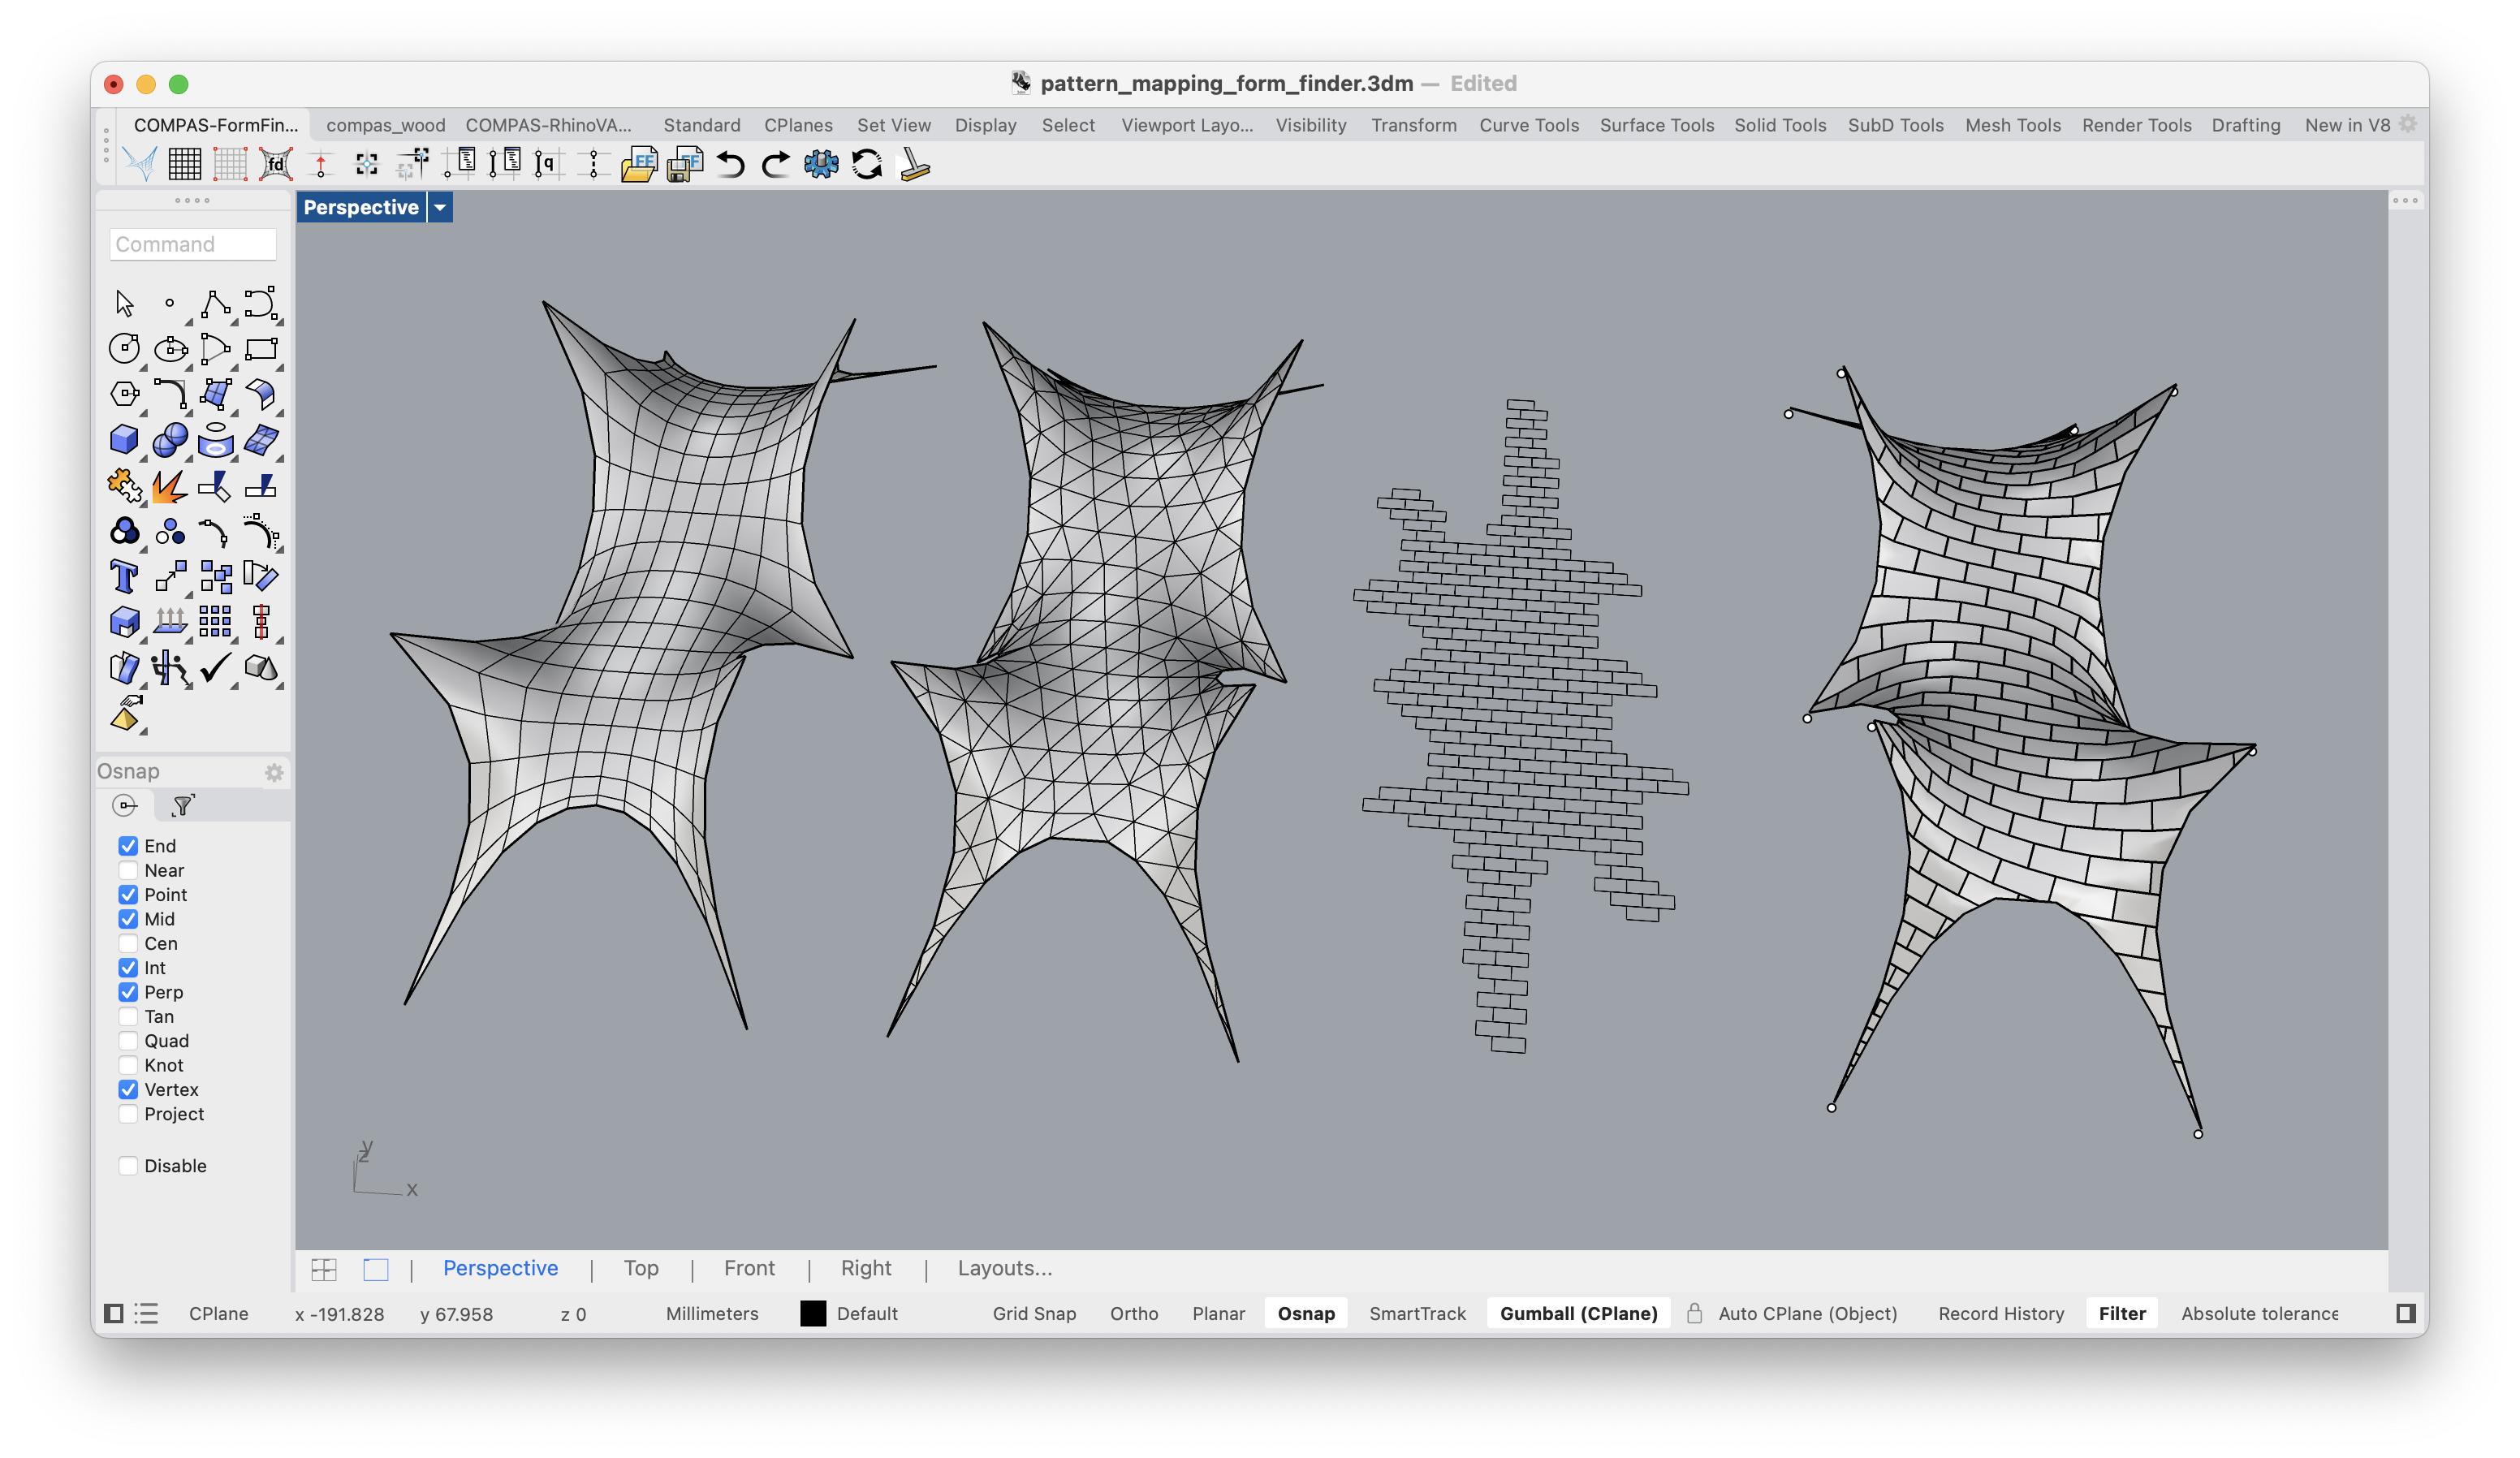 pattern_mapping_form_finder.3dm — Edited
COMPAS-FormFin... compas_wood COMPAS-RhinoVA... Standard CPlanes Set View Display Select Viewport Layo... Visibility Transform Curve Tools Surface Tools Solid Tools SubD Tools Mesh Tools Render Tools Drafting New in V8
fd q FF FF
Perspective
Command
Osnap
End
Near
Point
Mid
Cen
Int
Perp
Tan
Quad
Knot
Vertex
Project
Disable
y
z
x
Perspective | Top | Front | Right | Layouts...
CPlane x -191.828 y 67.958 z 0 Millimeters Default Grid Snap Ortho Planar Osnap SmartTrack Gumball (CPlane) Auto CPlane (Object) Record History Filter Absolute tolerance